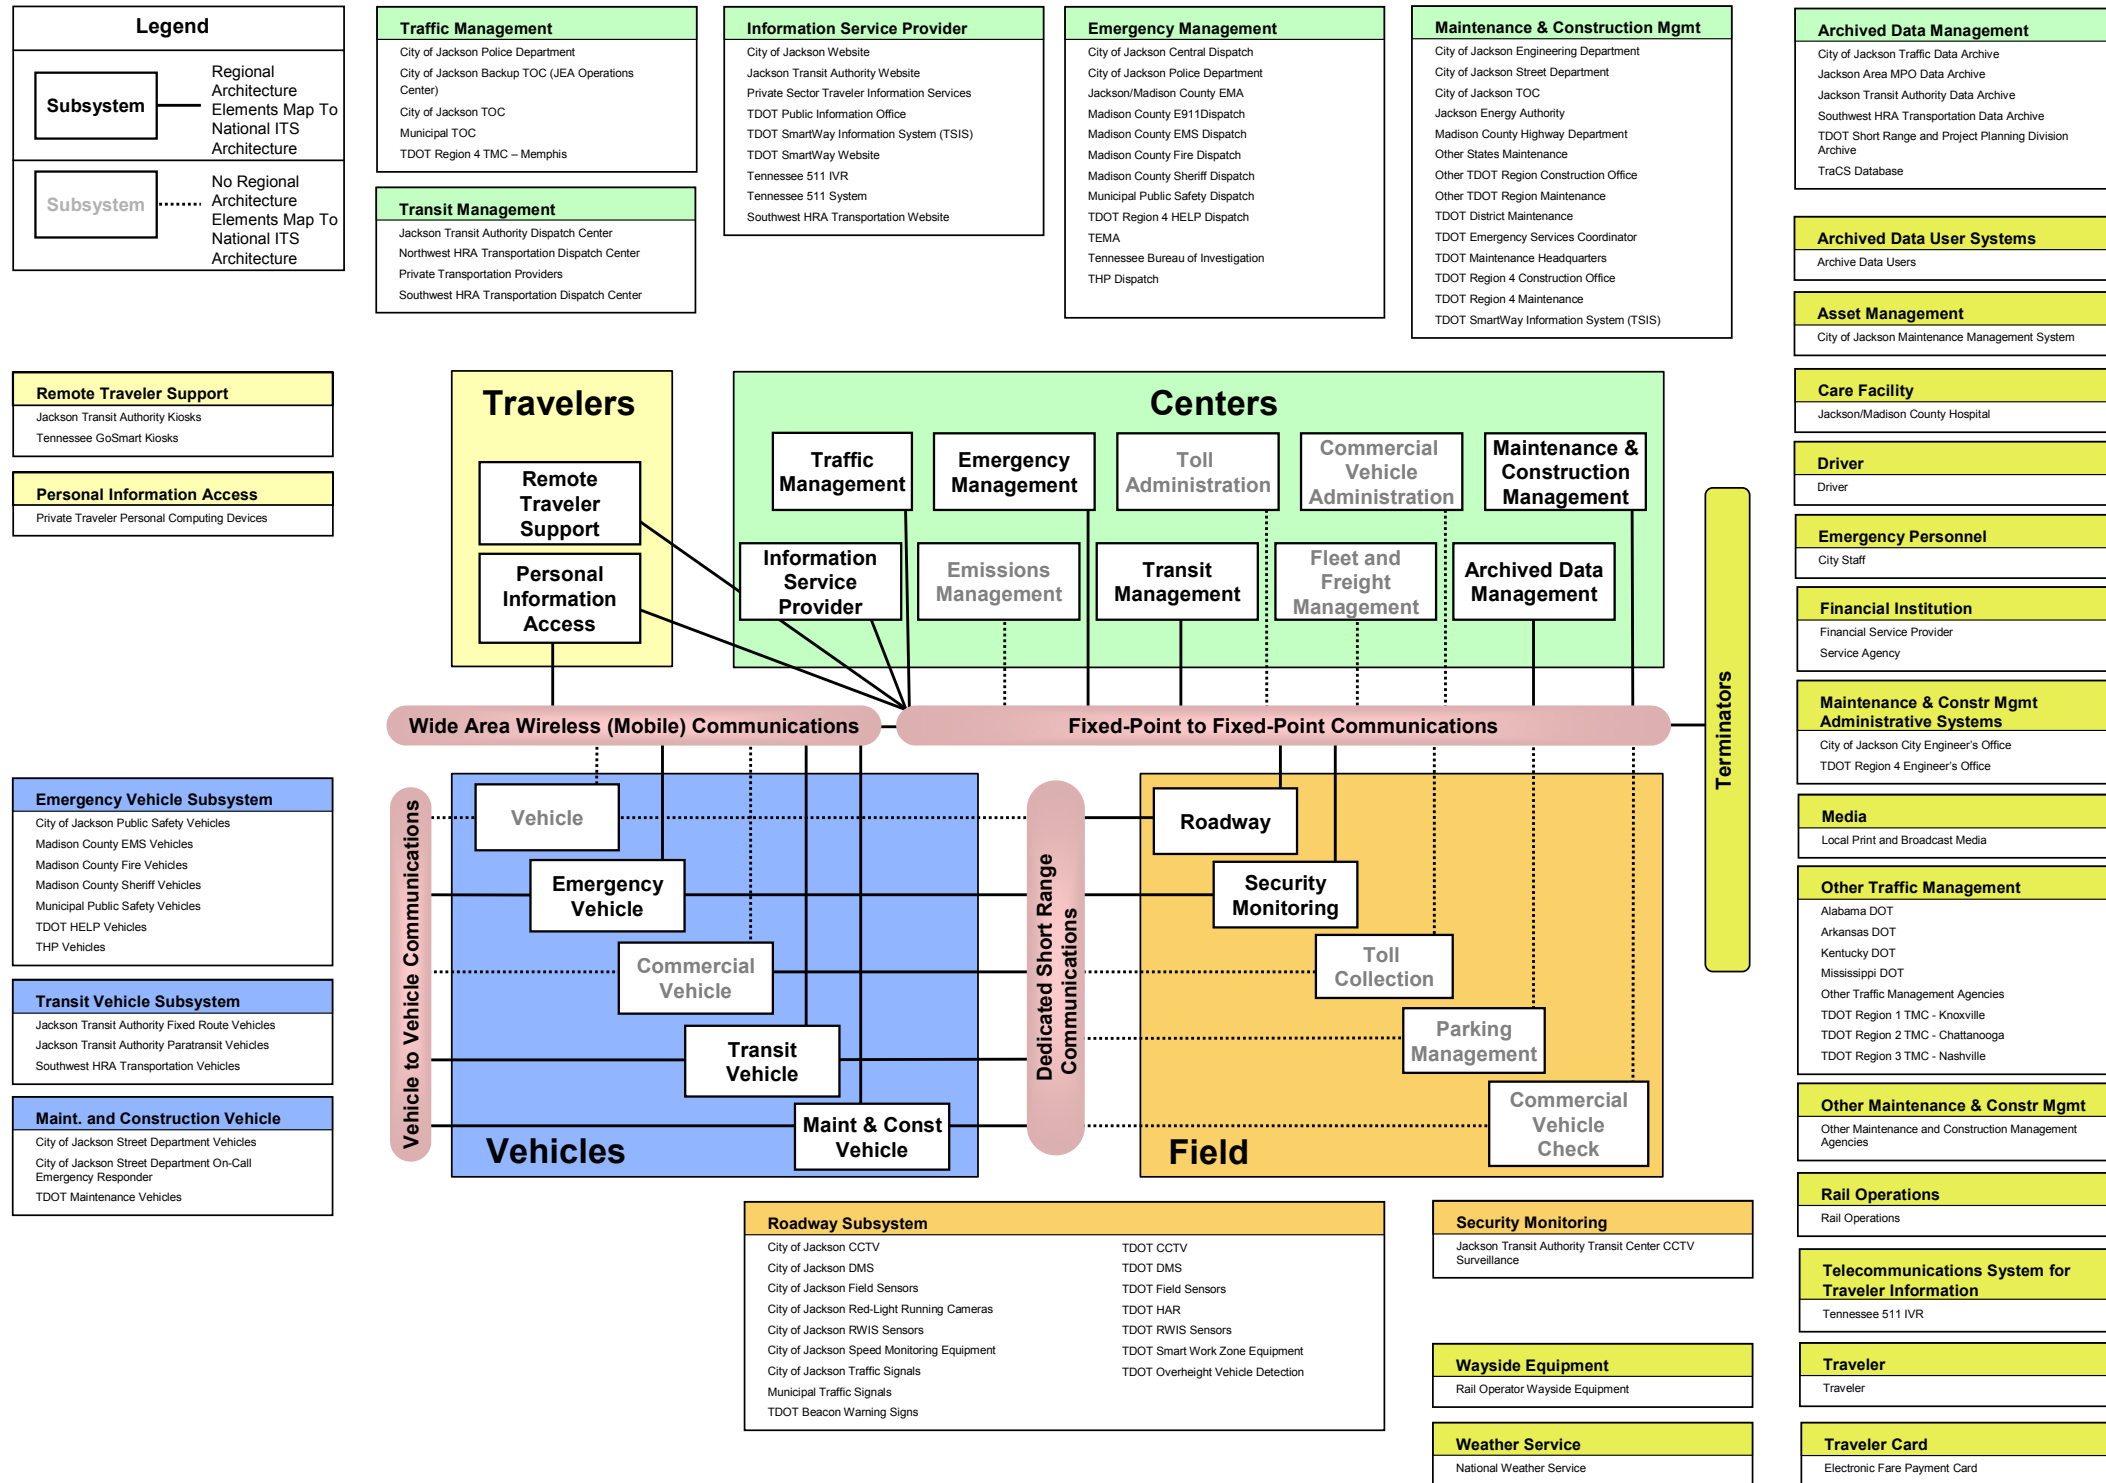 Legend
Subsystem
Regional
Architecture
Elements Map To
National ITS
Architecture
Subsystem
No Regional
Architecture
Elements Map To
National ITS
Architecture
Traffic Management
City of Jackson Police Department
City of Jackson Backup TOC (JEA Operations
Center)
City of Jackson TOC
Municipal TOC
TDOT Region 4 TMC – Memphis
Transit Management
Jackson Transit Authority Dispatch Center
Northwest HRA Transportation Dispatch Center
Private Transportation Providers
Southwest HRA Transportation Dispatch Center
Information Service Provider
City of Jackson Website
Jackson Transit Authority Website
Private Sector Traveler Information Services
TDOT Public Information Office
TDOT SmartWay Information System (TSIS)
TDOT SmartWay Website
Tennessee 511 IVR
Tennessee 511 System
Southwest HRA Transportation Website
Emergency Management
City of Jackson Central Dispatch
City of Jackson Police Department
Jackson/Madison County EMA
Madison County E911Dispatch
Madison County EMS Dispatch
Madison County Fire Dispatch
Madison County Sheriff Dispatch
Municipal Public Safety Dispatch
TDOT Region 4 HELP Dispatch
TEMA
Tennessee Bureau of Investigation
THP Dispatch
Maintenance & Construction Mgmt
City of Jackson Engineering Department
City of Jackson Street Department
City of Jackson TOC
Jackson Energy Authority
Madison County Highway Department
Other States Maintenance
Other TDOT Region Construction Office
Other TDOT Region Maintenance
TDOT District Maintenance
TDOT Emergency Services Coordinator
TDOT Maintenance Headquarters
TDOT Region 4 Construction Office
TDOT Region 4 Maintenance
TDOT SmartWay Information System (TSIS)
Archived Data Management
City of Jackson Traffic Data Archive
Jackson Area MPO Data Archive
Jackson Transit Authority Data Archive
Southwest HRA Transportation Data Archive
TDOT Short Range and Project Planning Division
Archive
TraCS Database
Archived Data User Systems
Archive Data Users
Asset Management
City of Jackson Maintenance Management System
Care Facility
Jackson/Madison County Hospital
Driver
Driver
Emergency Personnel
City Staff
Financial Institution
Financial Service Provider
Service Agency
Maintenance & Constr Mgmt
Administrative Systems
City of Jackson City Engineer's Office
TDOT Region 4 Engineer's Office
Media
Local Print and Broadcast Media
Other Traffic Management
Alabama DOT
Arkansas DOT
Kentucky DOT
Mississippi DOT
Other Traffic Management Agencies
TDOT Region 1 TMC - Knoxville
TDOT Region 2 TMC - Chattanooga
TDOT Region 3 TMC - Nashville
Other Maintenance & Constr Mgmt
Other Maintenance and Construction Management
Agencies
Rail Operations
Rail Operations
Telecommunications System for
Traveler Information
Tennessee 511 IVR
Traveler
Traveler
Traveler Card
Electronic Fare Payment Card
Remote Traveler Support
Jackson Transit Authority Kiosks
Tennessee GoSmart Kiosks
Personal Information Access
Private Traveler Personal Computing Devices
Travelers
Remote
Traveler
Support
Personal
Information
Access
Centers
Traffic
Management
Emergency
Management
Toll
Administration
Commercial
Vehicle
Administration
Maintenance &
Construction
Management
Information
Service
Provider
Emissions
Management
Transit
Management
Fleet and
Freight
Management
Archived Data
Management
Terminators
Wide Area Wireless (Mobile) Communications
Fixed-Point to Fixed-Point Communications
Vehicle to Vehicle Communications
Vehicle
Emergency
Vehicle
Commercial
Vehicle
Transit
Vehicle
Maint & Const
Vehicle
Vehicles
Dedicated Short Range
Communications
Roadway
Security
Monitoring
Toll
Collection
Parking
Management
Commercial
Vehicle
Check
Field
Emergency Vehicle Subsystem
City of Jackson Public Safety Vehicles
Madison County EMS Vehicles
Madison County Fire Vehicles
Madison County Sheriff Vehicles
Municipal Public Safety Vehicles
TDOT HELP Vehicles
THP Vehicles
Transit Vehicle Subsystem
Jackson Transit Authority Fixed Route Vehicles
Jackson Transit Authority Paratransit Vehicles
Southwest HRA Transportation Vehicles
Maint. and Construction Vehicle
City of Jackson Street Department Vehicles
City of Jackson Street Department On-Call
Emergency Responder
TDOT Maintenance Vehicles
Roadway Subsystem
City of Jackson CCTV
City of Jackson DMS
City of Jackson Field Sensors
City of Jackson Red-Light Running Cameras
City of Jackson RWIS Sensors
City of Jackson Speed Monitoring Equipment
City of Jackson Traffic Signals
Municipal Traffic Signals
TDOT Beacon Warning Signs
TDOT CCTV
TDOT DMS
TDOT Field Sensors
TDOT HAR
TDOT RWIS Sensors
TDOT Smart Work Zone Equipment
TDOT Overheight Vehicle Detection
Security Monitoring
Jackson Transit Authority Transit Center CCTV
Surveillance
Wayside Equipment
Rail Operator Wayside Equipment
Weather Service
National Weather Service